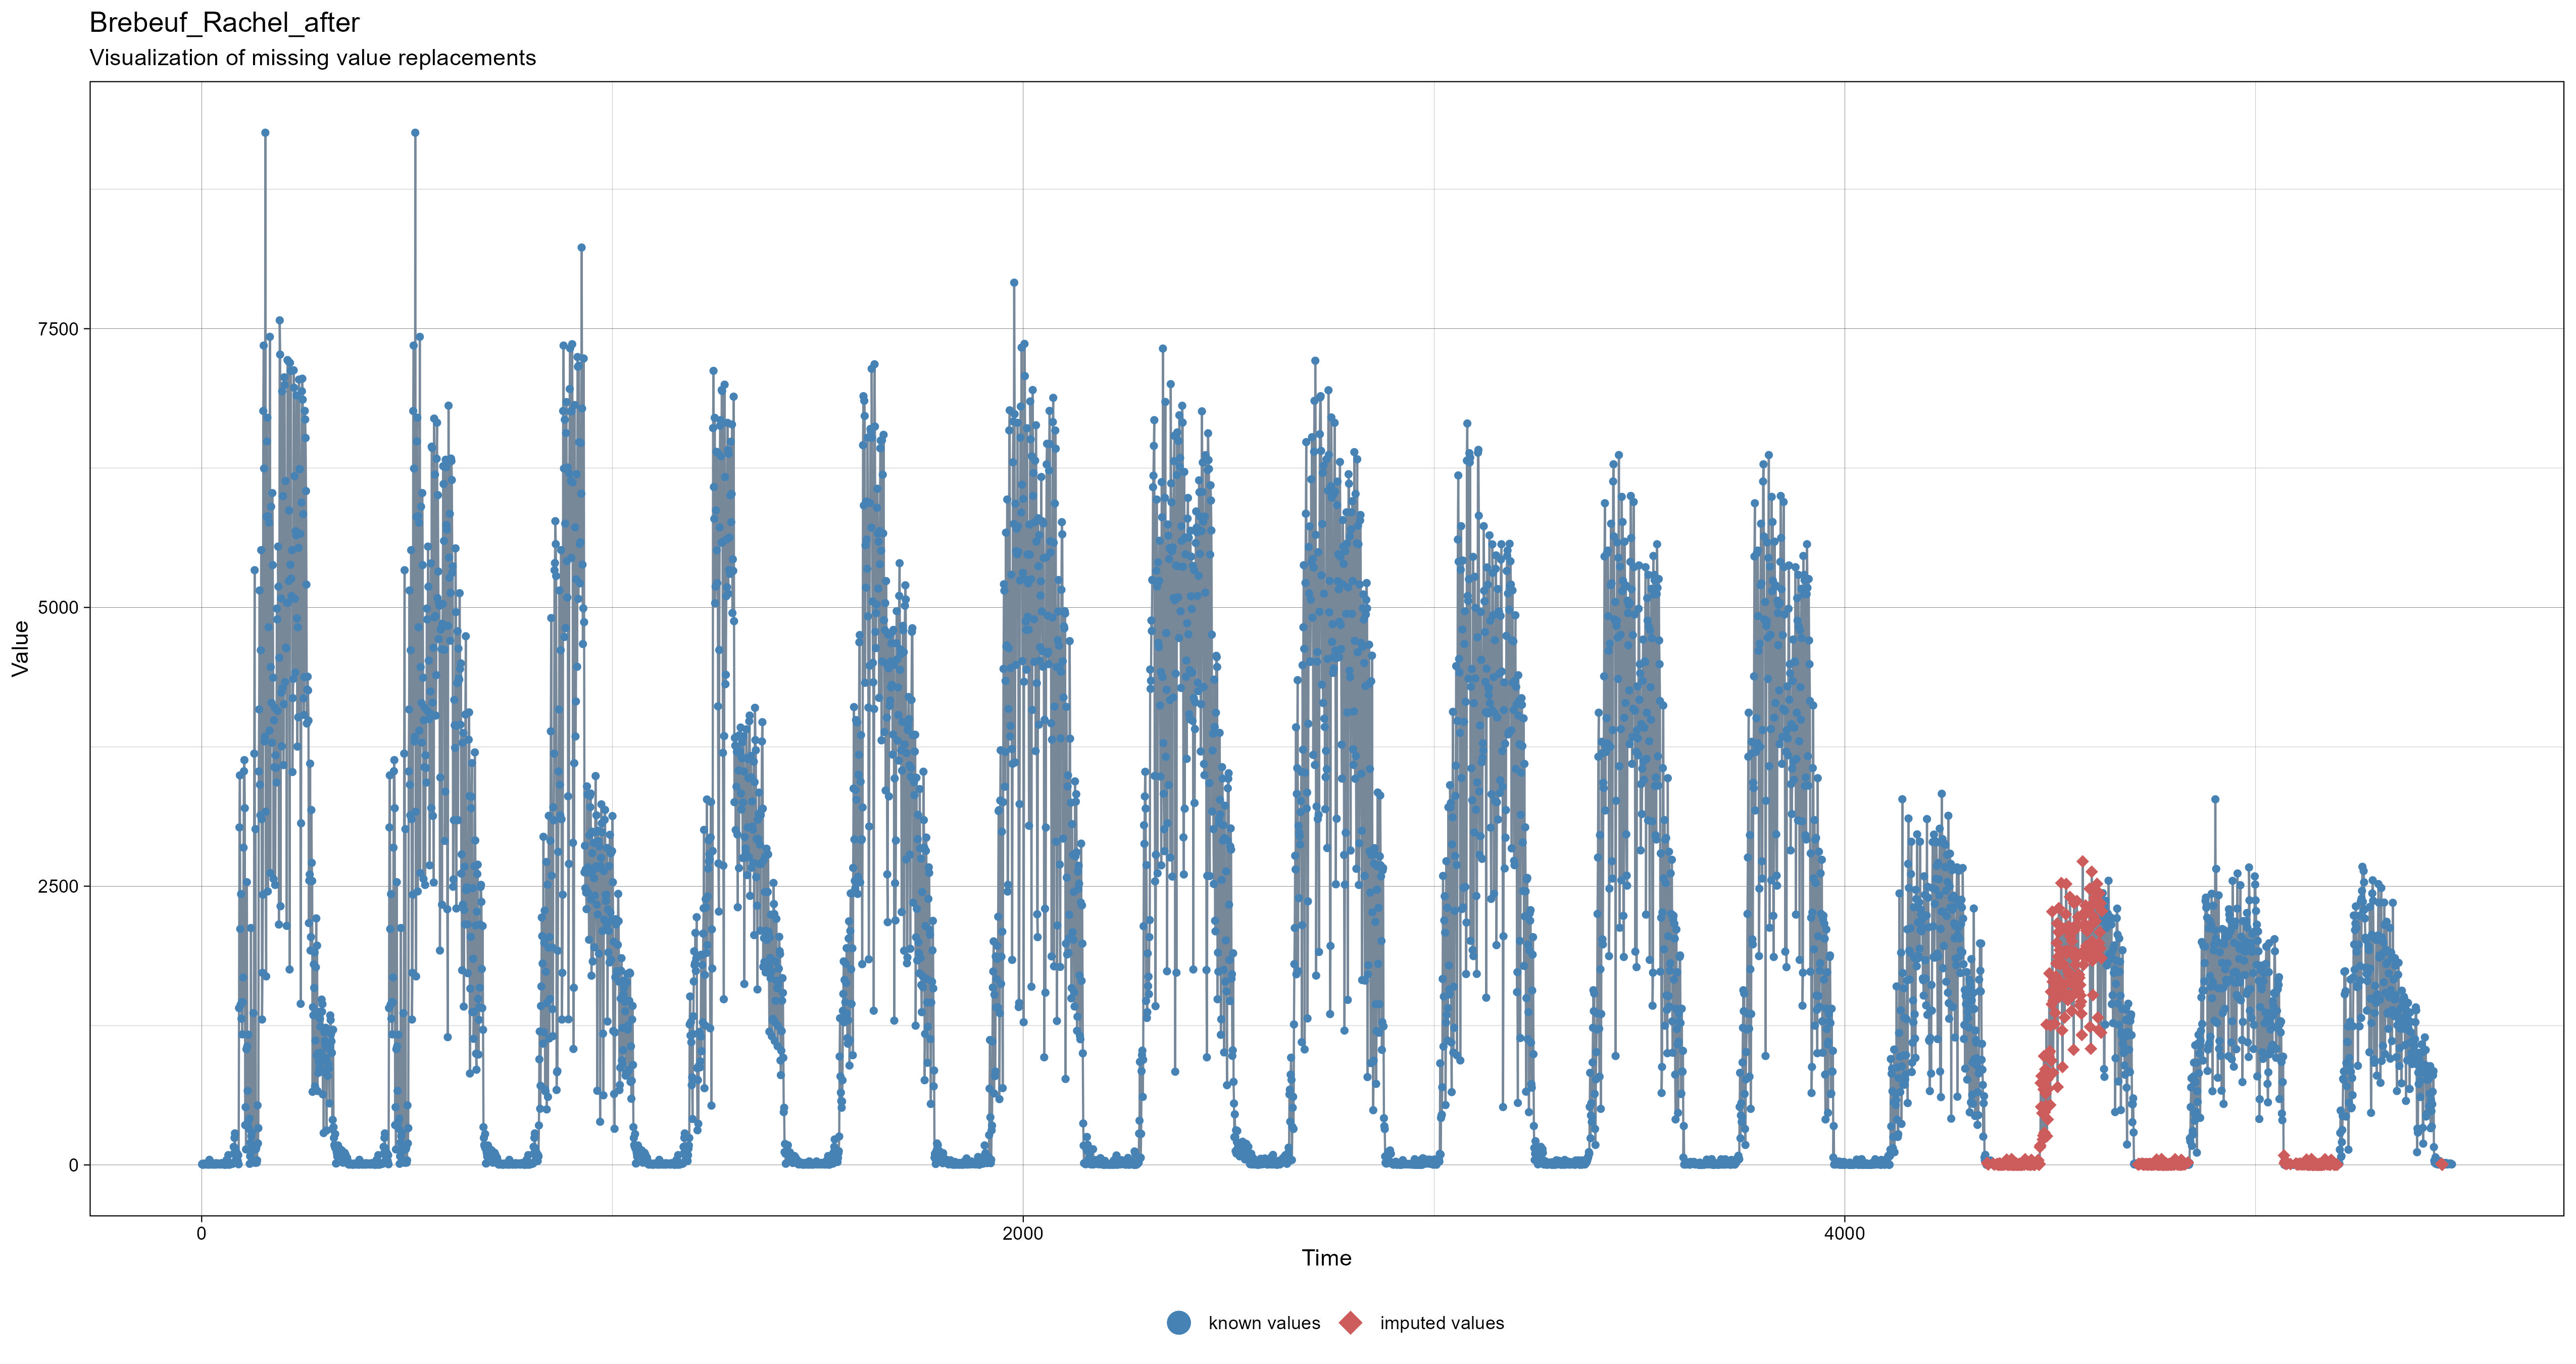 Brebeuf_Rachel_after
Visualization of missing value replacements
Value
7500
5000
2500
0
0 2000 4000
Time
known values imputed values